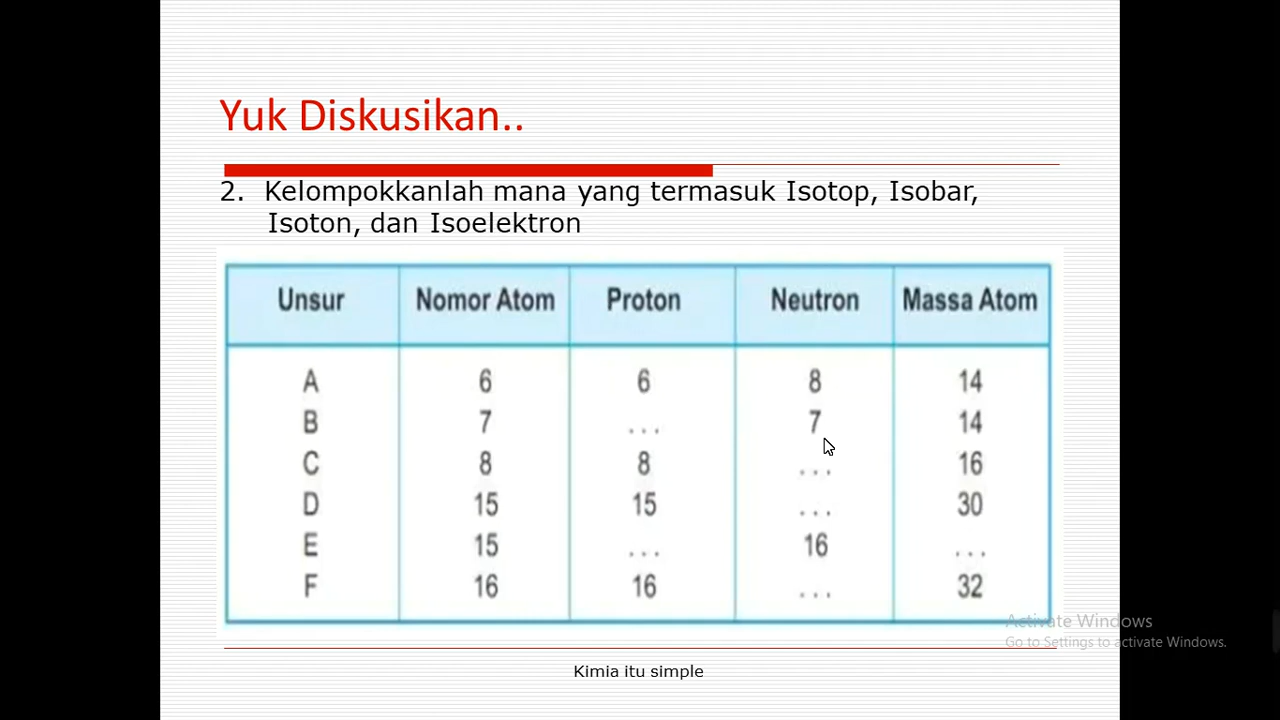 Yuk Diskusikan..
2. Kelompokkanlah mana yang termasuk Isotop, Isobar,
Isoton, dan Isoelektron
Unsur Nomor Atom Proton Neutron Massa Atom
A 6 6 8 14
B 7 ... 7 14
C 8 8 ... 16
D 15 15 ... 30
E 15 ... 16 ...
F 16 16 ... 32
Activate Windows
Go to Settings to activate Windows.
Kimia itu simple